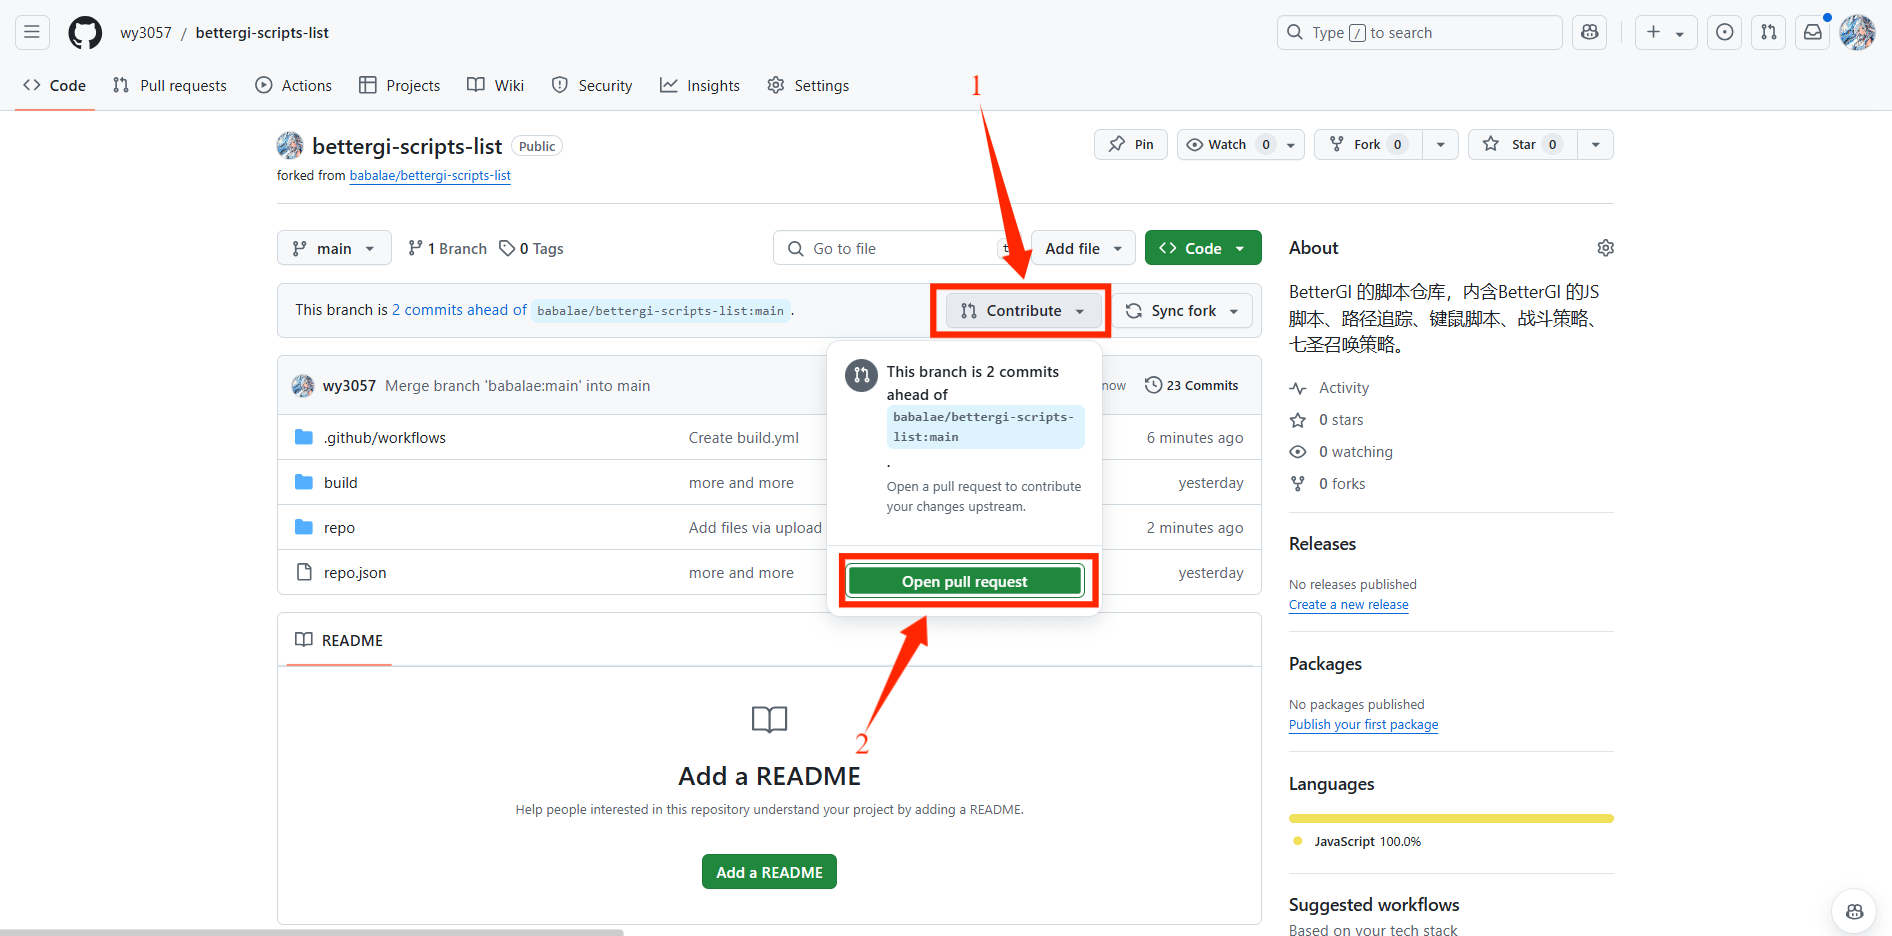 wy3057 / bettergi-scripts-list
Type / to search
Code
Pull requests
Actions
Projects
Wiki
Security
Insights
Settings
1
bettergi-scripts-list
Public
Pin
Watch 0
Fork 0
Star 0
forked from babalae/bettergi-scripts-list
main
1 Branch
0 Tags
Go to file
t
Add file
Code
This branch is 2 commits ahead of babalae/bettergi-scripts-list:main .
Contribute
Sync fork
This branch is 2 commits
ahead of
babalae/bettergi-scripts-
list:main
.
Open a pull request to contribute
your changes upstream.
Open pull request
2
wy3057 Merge branch 'babalae:main' into main
now
23 Commits
.github/workflows
Create build.yml
6 minutes ago
build
more and more
yesterday
repo
Add files via upload
2 minutes ago
repo.json
more and more
yesterday
README
Add a README
Help people interested in this repository understand your project by adding a README.
Add a README
About
BetterGI 的脚本仓库，内含BetterGI 的JS
脚本、路径追踪、键鼠脚本、战斗策略、
七圣召唤策略。
Activity
0 stars
0 watching
0 forks
Releases
No releases published
Create a new release
Packages
No packages published
Publish your first package
Languages
JavaScript 100.0%
Suggested workflows
Based on your tech stack